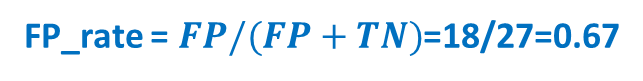 FP_rate = FP/(FP + TN)=18/27=0.67